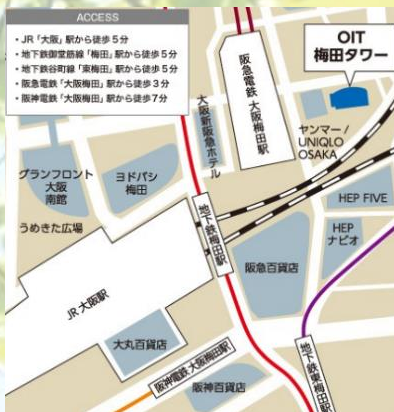 ACCESS
・JR「大阪」駅から徒歩5分
・地下鉄御堂筋線「梅田」駅から徒歩5分
・地下鉄谷町線「東梅田」駅から徒歩5分
・阪急電鉄「大阪梅田」駅から徒歩3分
・阪神電鉄「大阪梅田」駅から徒歩7分
OIT
梅田タワー
阪急電鉄 大阪梅田駅
大阪新阪急ホテル
ヤンマー/
UNIQLO
OSAKA
グランフロント
大阪
南館
ヨドバシ
梅田
うめきた広場
地下鉄梅田駅
HEP FIVE
HEP
ナビオ
阪急百貨店
JR 大阪駅
大丸百貨店
阪神電鉄 大阪梅田駅
阪神百貨店
地下鉄東梅田駅